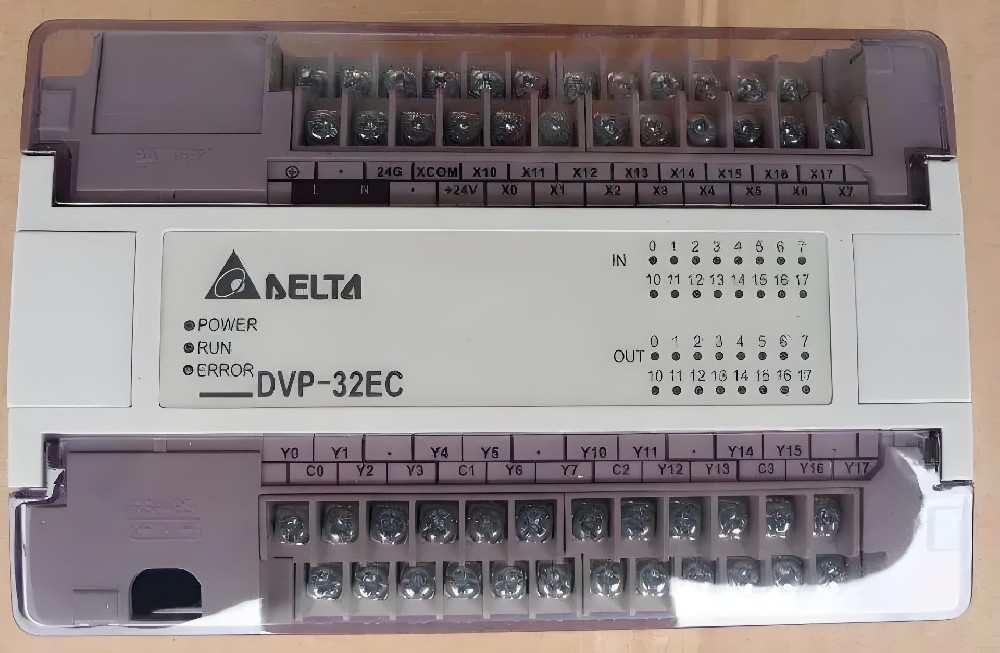 24G XCOM X10 X11 X12 X13 X14 X15 X16 X17
L N · +24V X0 X1 X2 X3 X4 X5 X6 X7
DELTA
POWER
RUN
ERROR
DVP-32EC
IN 0 1 2 3 4 5 6 7
10 11 12 13 14 15 16 17
OUT 0 1 2 3 4 5 6 7
10 11 12 13 14 15 16 17
Y0 Y1 · Y4 Y5 · Y10 Y11 · Y14 Y15 ·
C0 Y2 Y3 C1 Y6 Y7 C2 Y12 Y13 C3 Y16 Y17